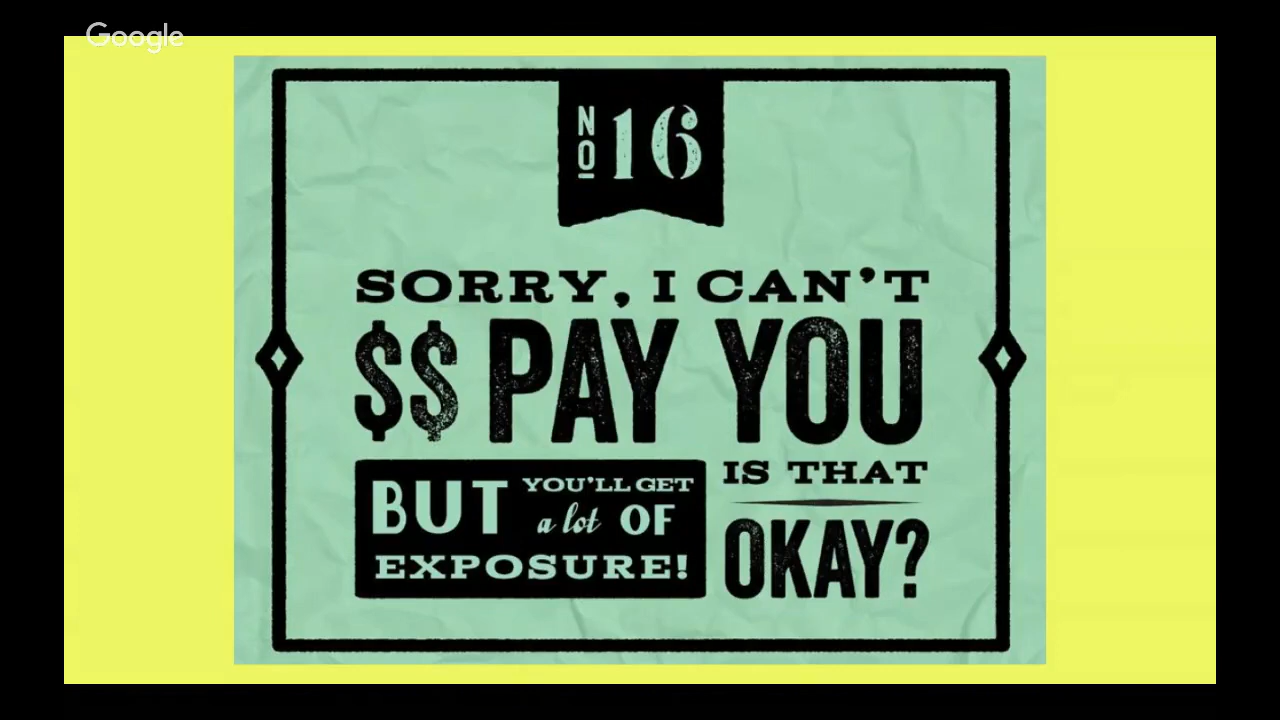 Google
NO 16
SORRY, I CAN'T
$$ PAY YOU
BUT YOU'LL GET
a lot OF
EXPOSURE!
IS THAT
OKAY?